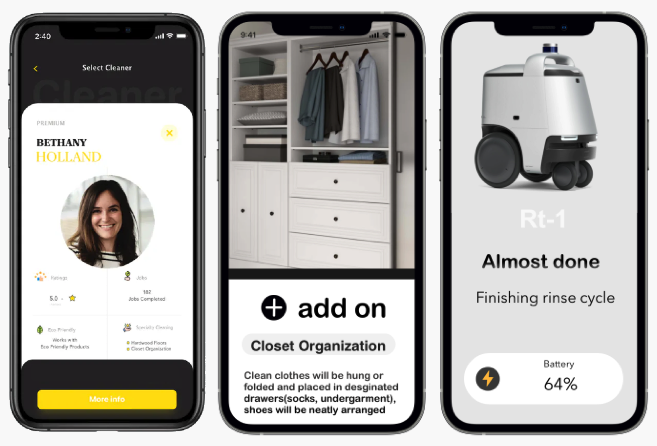 2:40
Select Cleaner
Cleaner
PREMIUM
BETHANY
HOLLAND
Ratings
Jobs
5.0
182
Jobs Completed
Eco Friendly
Specialty Cleaning
Works with
Eco Friendly Products
Hardwood Floors
Closet Organization
More info
9:41
add on
Closet Organization
Clean clothes will be hung or
folded and placed in desginated
drawers(socks, undergarment),
shoes will be neatly arranged
Rt-1
Almost done
Finishing rinse cycle
Battery
64%